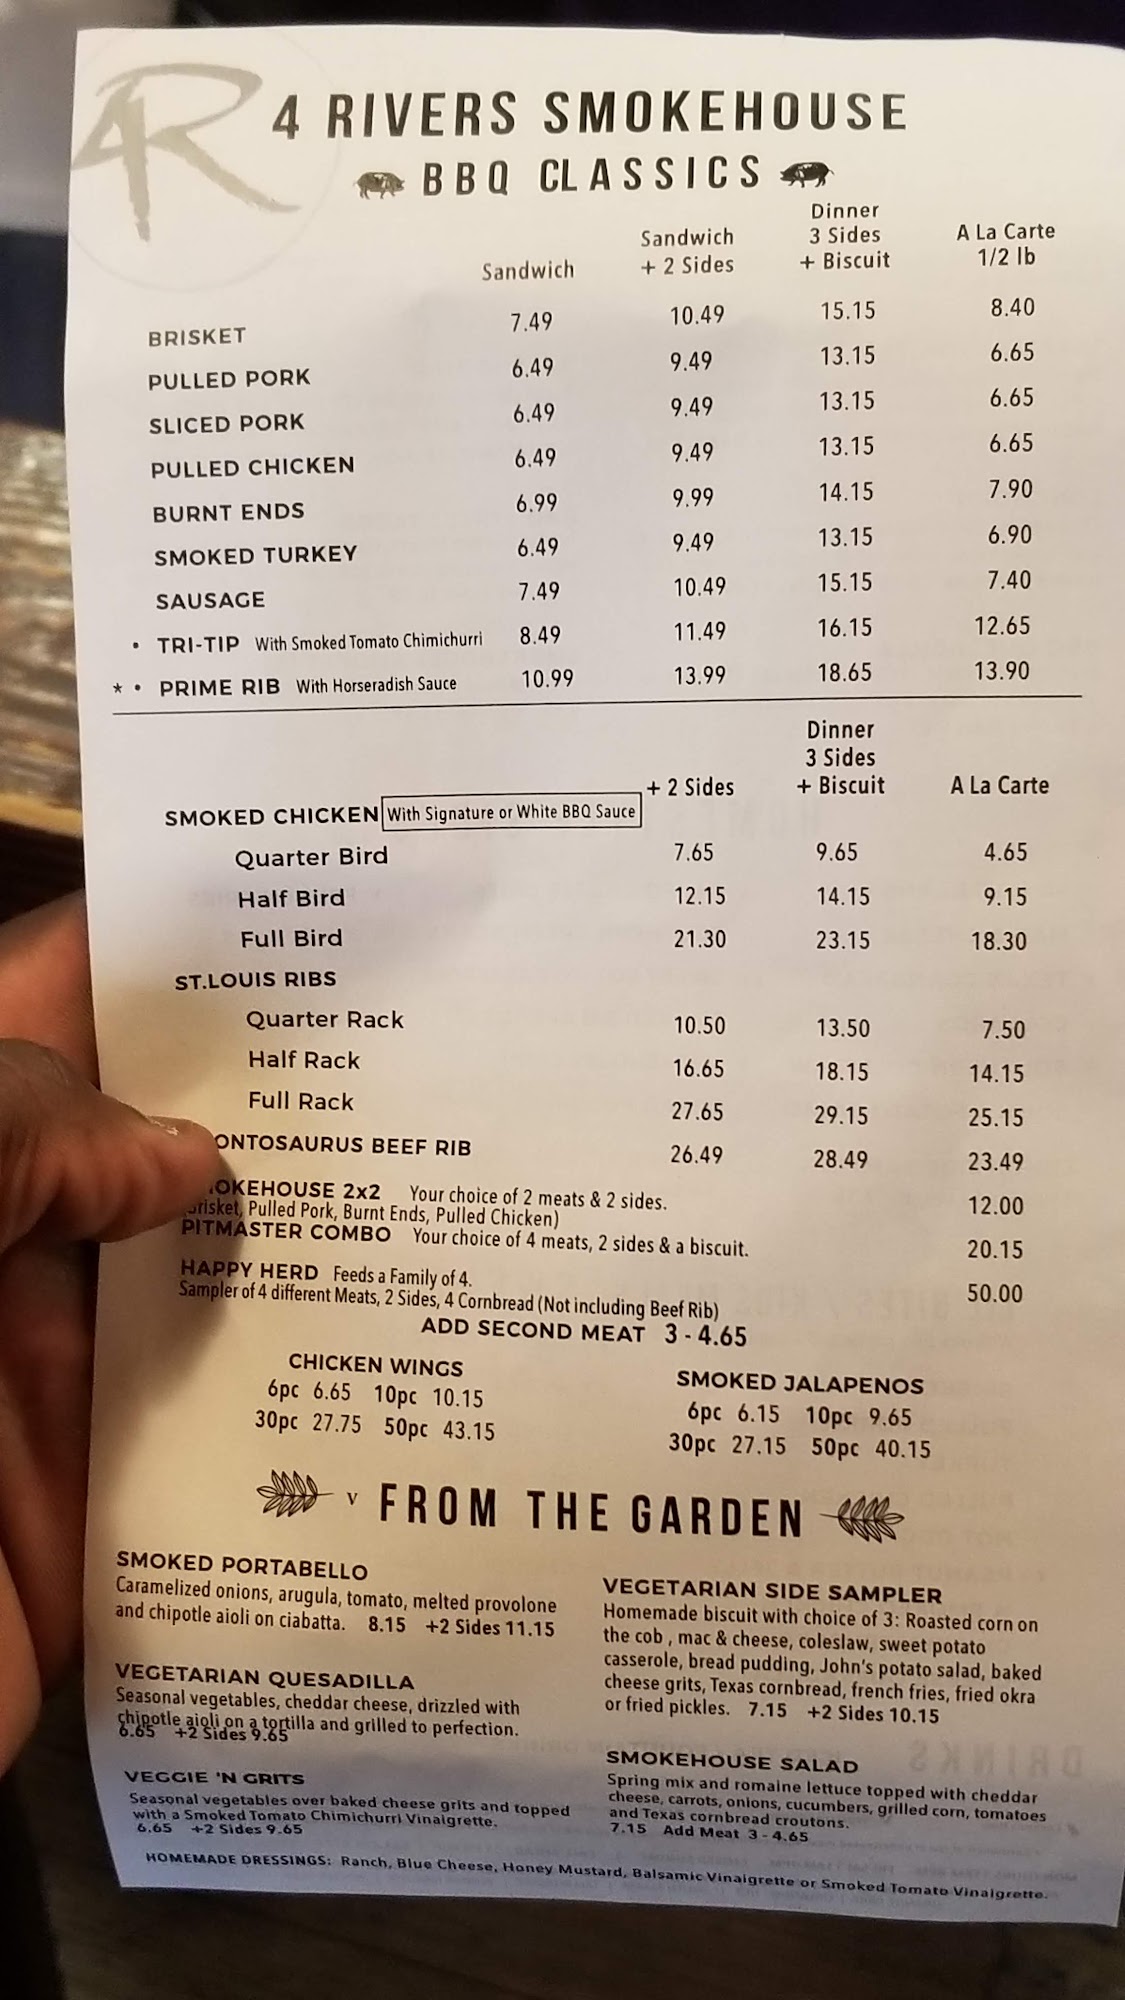 4R
4 RIVERS SMOKEHOUSE
BBQ CLASSICS
Sandwich
Sandwich + 2 Sides
Dinner 3 Sides + Biscuit
A La Carte 1/2 lb
BRISKET 7.49 10.49 15.15 8.40
PULLED PORK 6.49 9.49 13.15 6.65
SLICED PORK 6.49 9.49 13.15 6.65
PULLED CHICKEN 6.49 9.49 13.15 6.65
BURNT ENDS 6.99 9.99 14.15 7.90
SMOKED TURKEY 6.49 9.49 13.15 6.90
SAUSAGE 7.49 10.49 15.15 7.40
• TRI-TIP With Smoked Tomato Chimichurri 8.49 11.49 16.15 12.65
* • PRIME RIB With Horseradish Sauce 10.99 13.99 18.65 13.90
+ 2 Sides
Dinner 3 Sides + Biscuit
A La Carte
SMOKED CHICKEN With Signature or White BBQ Sauce
Quarter Bird 7.65 9.65 4.65
Half Bird 12.15 14.15 9.15
Full Bird 21.30 23.15 18.30
ST.LOUIS RIBS
Quarter Rack 10.50 13.50 7.50
Half Rack 16.65 18.15 14.15
Full Rack 27.65 29.15 25.15
ONTOSAURUS BEEF RIB 26.49 28.49 23.49
OKEHOUSE 2x2 Your choice of 2 meats & 2 sides. 12.00
risket, Pulled Pork, Burnt Ends, Pulled Chicken)
PITMASTER COMBO Your choice of 4 meats, 2 sides & a biscuit. 20.15
HAPPY HERD Feeds a Family of 4. 50.00
Sampler of 4 different Meats, 2 Sides, 4 Cornbread (Not including Beef Rib)
ADD SECOND MEAT 3 - 4.65
CHICKEN WINGS
6pc 6.65 10pc 10.15
30pc 27.75 50pc 43.15
SMOKED JALAPENOS
6pc 6.15 10pc 9.65
30pc 27.15 50pc 40.15
V FROM THE GARDEN
SMOKED PORTABELLO
Caramelized onions, arugula, tomato, melted provolone
and chipotle aioli on ciabatta. 8.15 +2 Sides 11.15
VEGETARIAN QUESADILLA
Seasonal vegetables, cheddar cheese, drizzled with
chipotle aioli on a tortilla and grilled to perfection.
6.65 +2 Sides 9.65
VEGGIE 'N GRITS
Seasonal vegetables over baked cheese grits and topped
with a Smoked Tomato Chimichurri Vinaigrette.
6.65 +2 Sides 9.65
VEGETARIAN SIDE SAMPLER
Homemade biscuit with choice of 3: Roasted corn on
the cob , mac & cheese, coleslaw, sweet potato
casserole, bread pudding, John's potato salad, baked
cheese grits, Texas cornbread, french fries, fried okra
or fried pickles. 7.15 +2 Sides 10.15
SMOKEHOUSE SALAD
Spring mix and romaine lettuce topped with cheddar
cheese, carrots, onions, cucumbers, grilled corn, tomatoes
and Texas cornbread croutons.
7.15 Add Meat 3 - 4.65
HOMEMADE DRESSINGS: Ranch, Blue Cheese, Honey Mustard, Balsamic Vinaigrette or Smoked Tomato Vinaigrette.